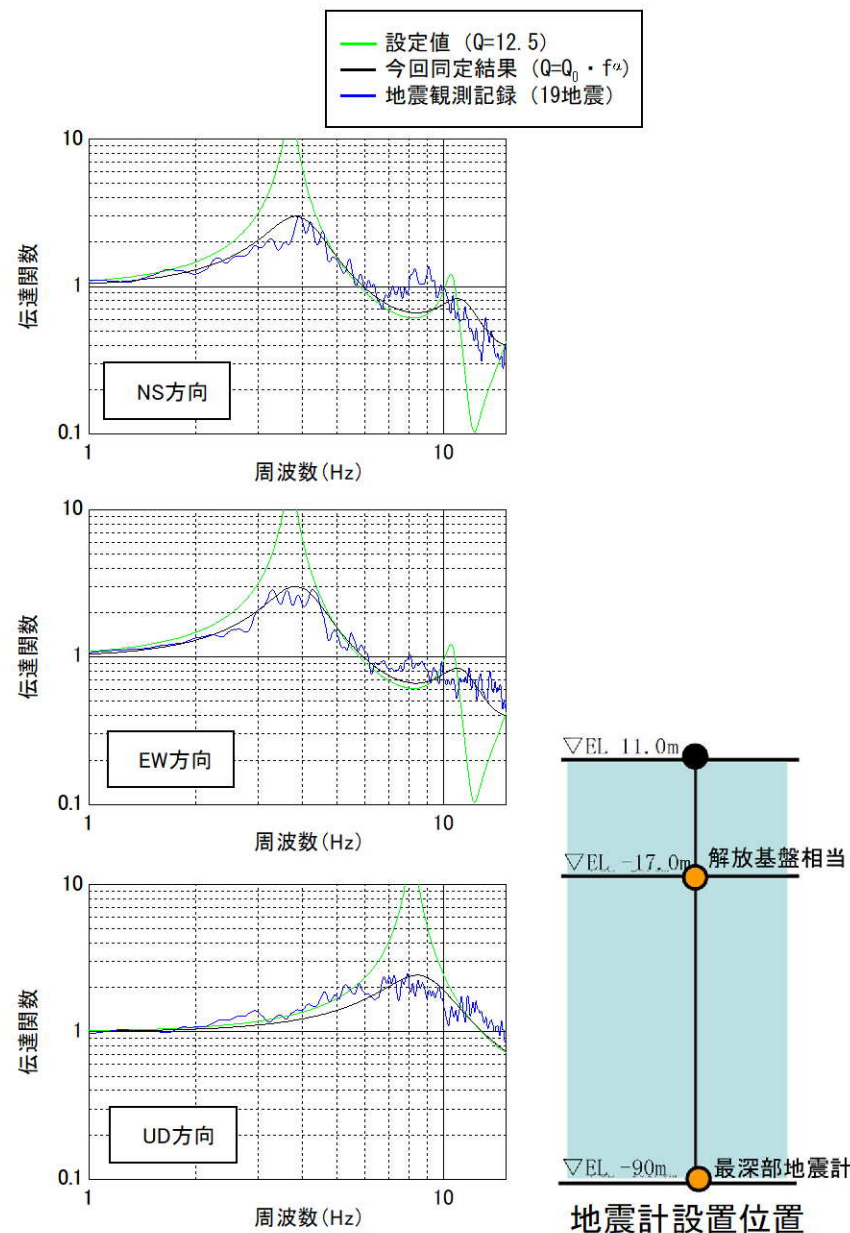 設定値 (Q=12.5)
今回同定結果 (Q=Q₀・fᵅ)
地震観測記録 (19地震)
10
1
0.1
伝達関数
NS方向
1
10
周波数(Hz)
10
1
0.1
伝達関数
EW方向
1
10
周波数(Hz)
10
1
0.1
伝達関数
UD方向
1
10
周波数(Hz)
▽EL 11.0m
▽EL -17.0m 解放基盤相当
▽EL -90m 最深部地震計
地震計設置位置